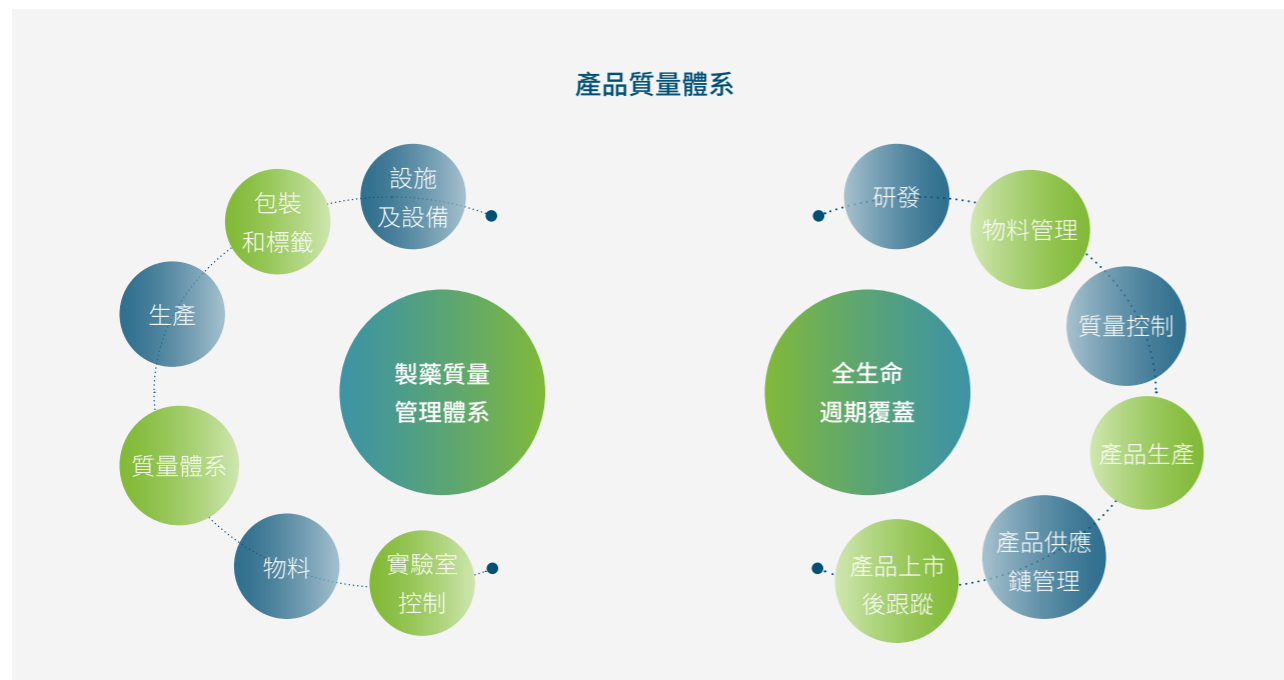 產品質量體系
設施
及設備
包裝
和標籤
生產
質量體系
物料
實驗室
控制
製藥質量
管理體系
全生命
週期覆蓋
研發
物料管理
質量控制
產品生產
產品供應
鏈管理
產品上市
後跟蹤